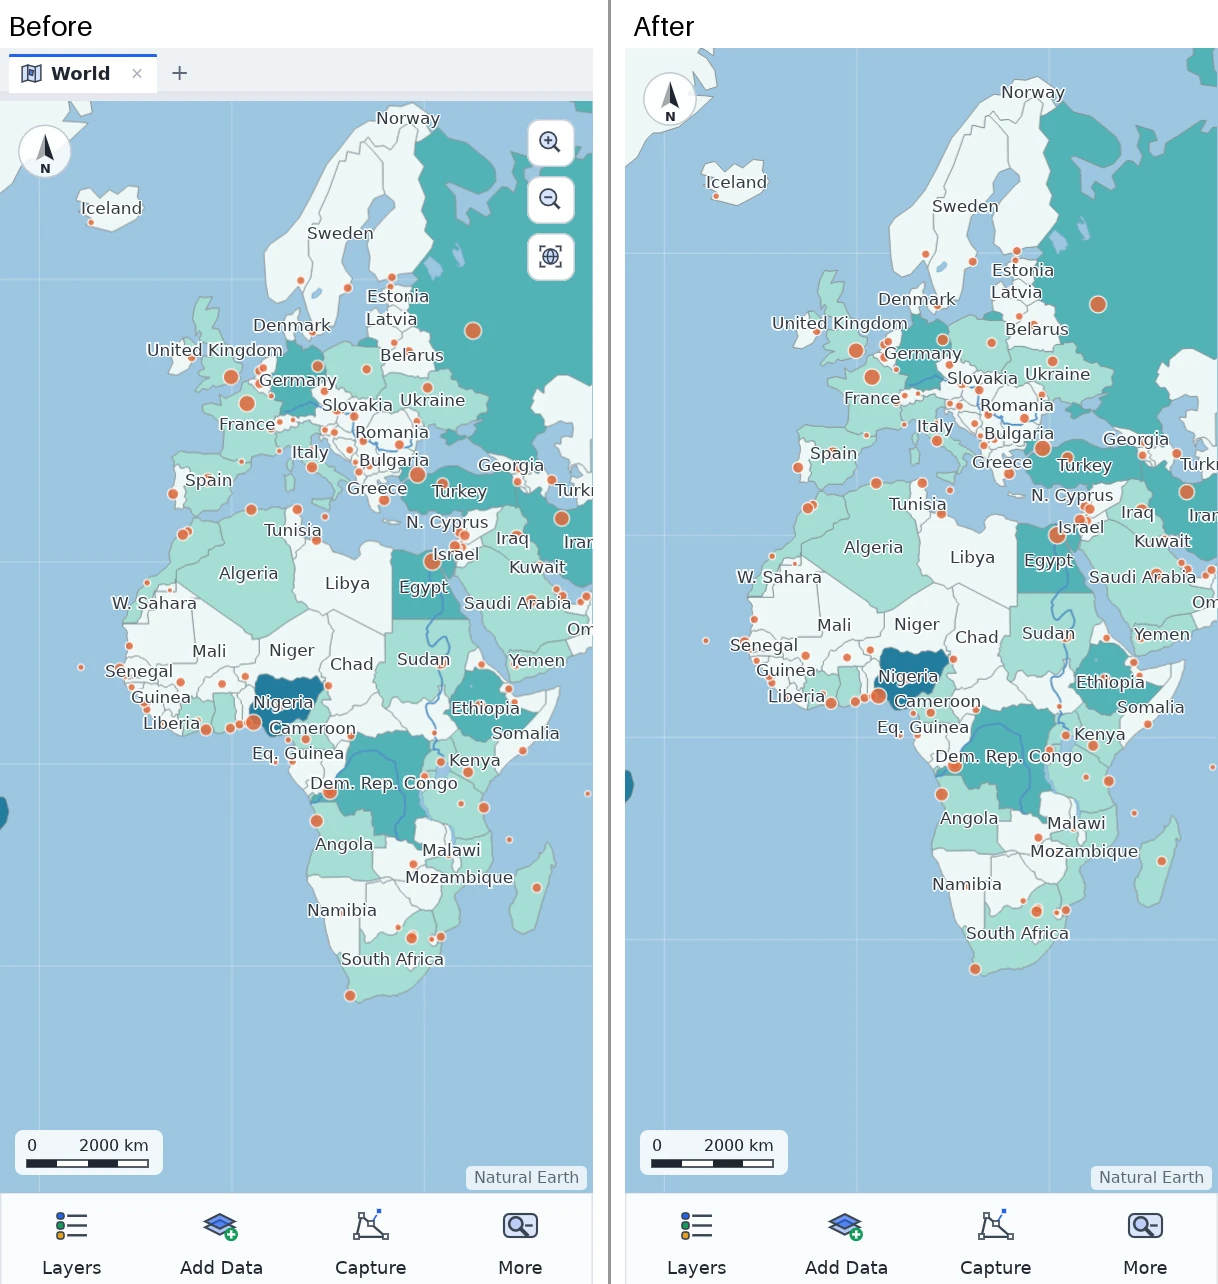 Before
World
Norway
Iceland
Sweden
Estonia
Latvia
Denmark
United Kingdom
Belarus
Germany
Ukraine
Slovakia
France
Romania
Italy
Bulgaria
Georgia
Spain
Greece
Turkey
Turk
N. Cyprus
Tunisia
Iraq
Iran
Israel
Kuwait
Algeria
Libya
Egypt
W. Sahara
Saudi Arabia
Om
Mali
Niger
Chad
Sudan
Yemen
Senegal
Guinea
Nigeria
Ethiopia
Liberia
Cameroon
Somalia
Eq. Guinea
Kenya
Dem. Rep. Congo
Angola
Malawi
Mozambique
Namibia
South Africa
N
0 2000 km
Natural Earth
Layers Add Data Capture More
After
N
Norway
Iceland
Sweden
Estonia
Latvia
Denmark
United Kingdom
Belarus
Germany
Ukraine
Slovakia
France
Romania
Italy
Bulgaria
Georgia
Spain
Greece
Turkey
Turk
N. Cyprus
Tunisia
Iraq
Iran
Israel
Kuwait
Algeria
Libya
Egypt
W. Sahara
Saudi Arabia
Om
Mali
Niger
Chad
Sudan
Yemen
Senegal
Guinea
Nigeria
Ethiopia
Liberia
Cameroon
Somalia
Eq. Guinea
Kenya
Dem. Rep. Congo
Angola
Malawi
Mozambique
Namibia
South Africa
0 2000 km
Natural Earth
Layers Add Data Capture More